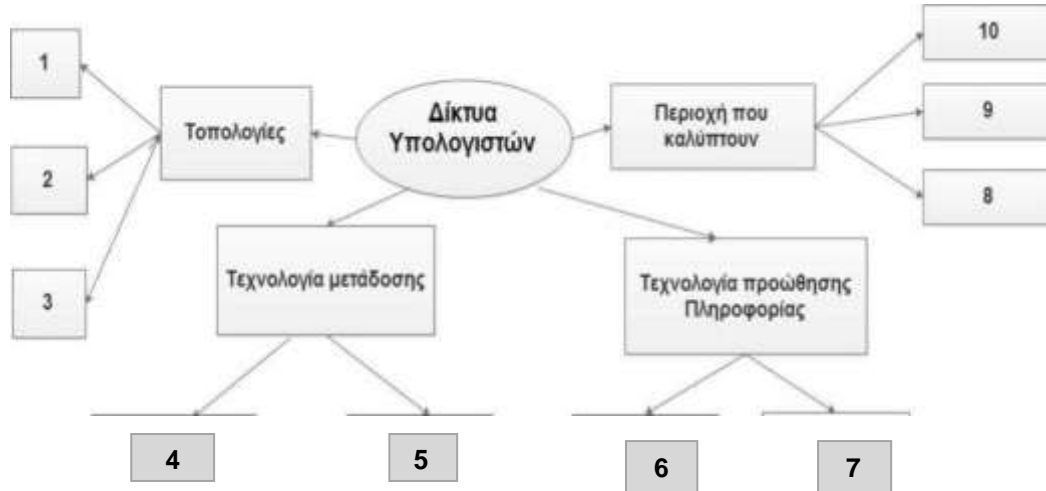 1
2
3
Τοπολογίες
Δίκτυα
Υπολογιστών
Περιοχή που
καλύπτουν
10
9
8
Τεχνολογία μετάδοσης
Τεχνολογία προώθησης
Πληροφορίας
4
5
6
7